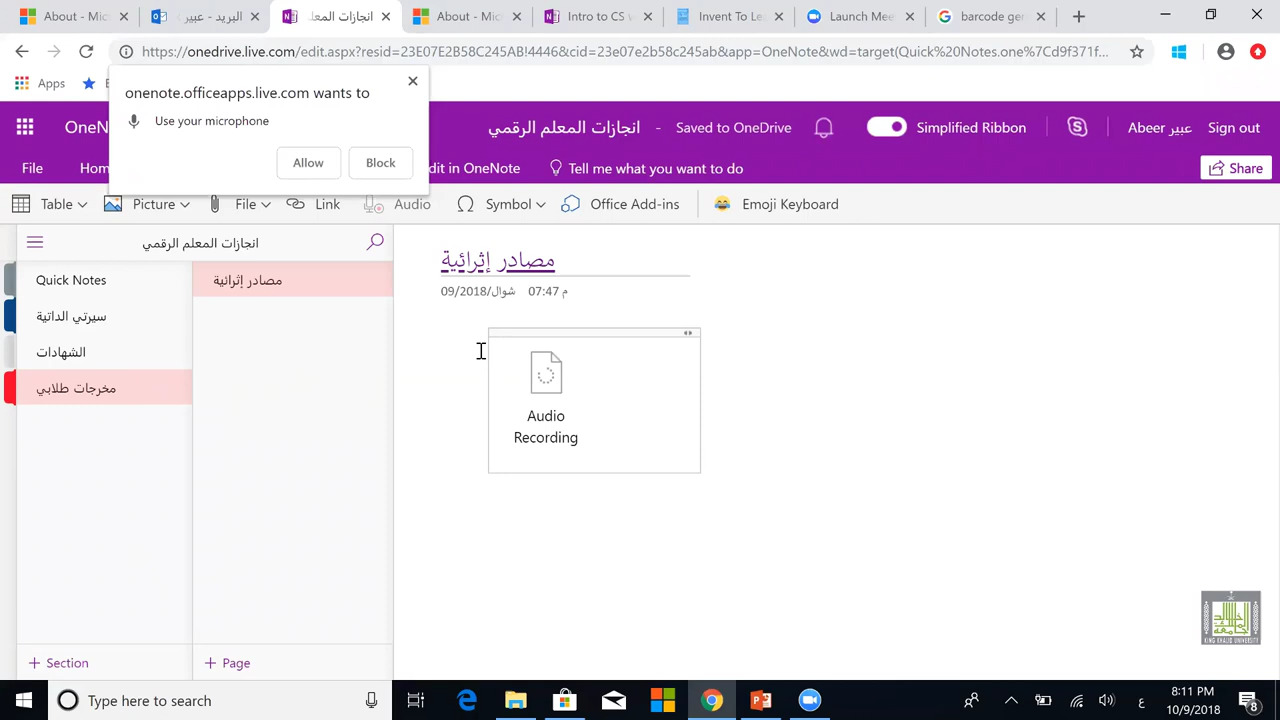 About - Mic
البريد - عبير
انجازات المعلم
About - Mic
Intro to CS w
Invent To Le
Launch Mee
barcode ge
https://onedrive.live.com/edit.aspx?resid=23E07E2B58C245AB!4446&cid=23e07e2b58c245ab&app=OneNote&wd=target(Quick%20Notes.one%7Cd9f371f...
Apps
onenote.officeapps.live.com wants to
Use your microphone
Allow
Block
OneN
انجازات المعلم الرقمي - Saved to OneDrive
Simplified Ribbon
Abeer عبير
Sign out
File
Hom
dit in OneNote
Tell me what you want to do
Share
Table
Picture
File
Link
Audio
Symbol
Office Add-ins
Emoji Keyboard
انجازات المعلم الرقمي
Quick Notes
سيرتي الذاتية
الشهادات
مخرجات طلابي
مصادر إثرائية
مصادر إثرائية
09/شوال/2018 07:47 م
Audio
Recording
KING KHALID UNIVERSITY
+ Section
+ Page
Type here to search
ع
8:11 PM
10/9/2018
8